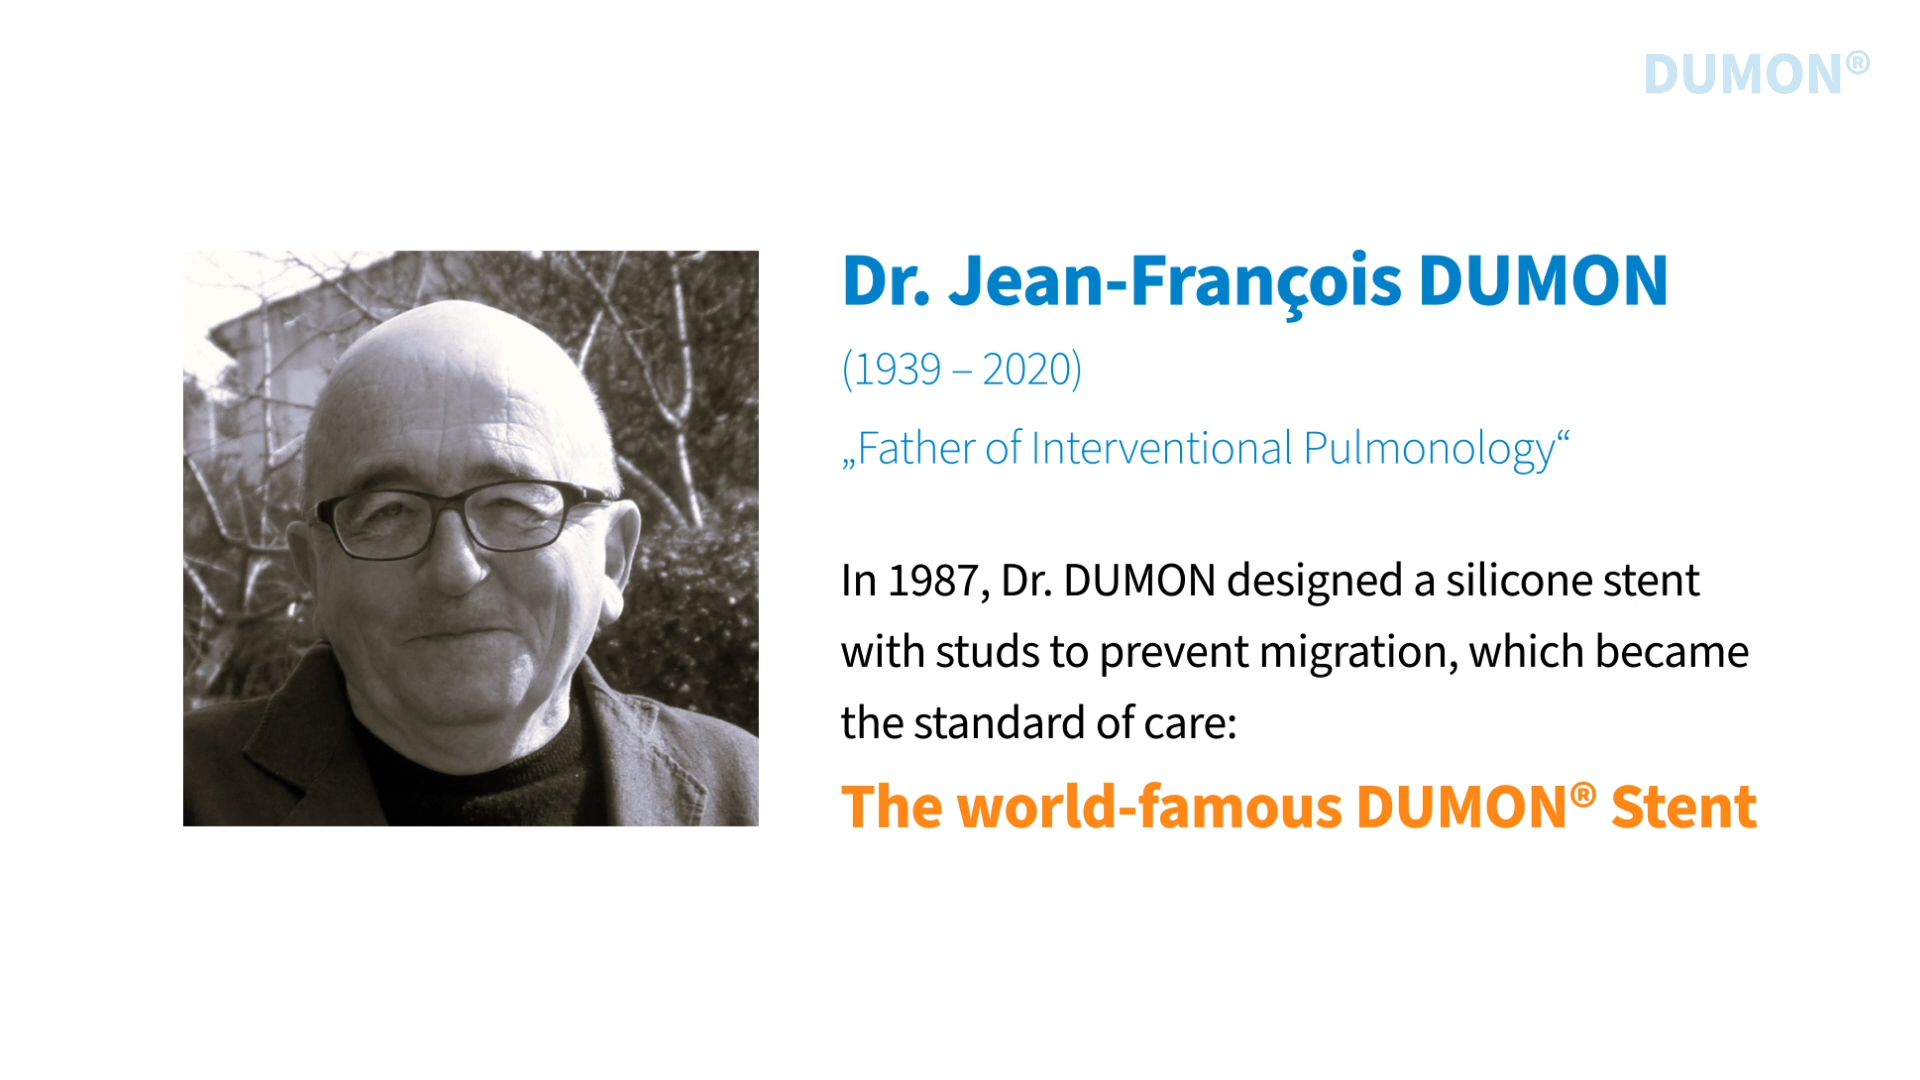 DUMON®
Dr. Jean-François DUMON
(1939 – 2020)
„Father of Interventional Pulmonology“
In 1987, Dr. DUMON designed a silicone stent
with studs to prevent migration, which became
the standard of care:
The world-famous DUMON® Stent